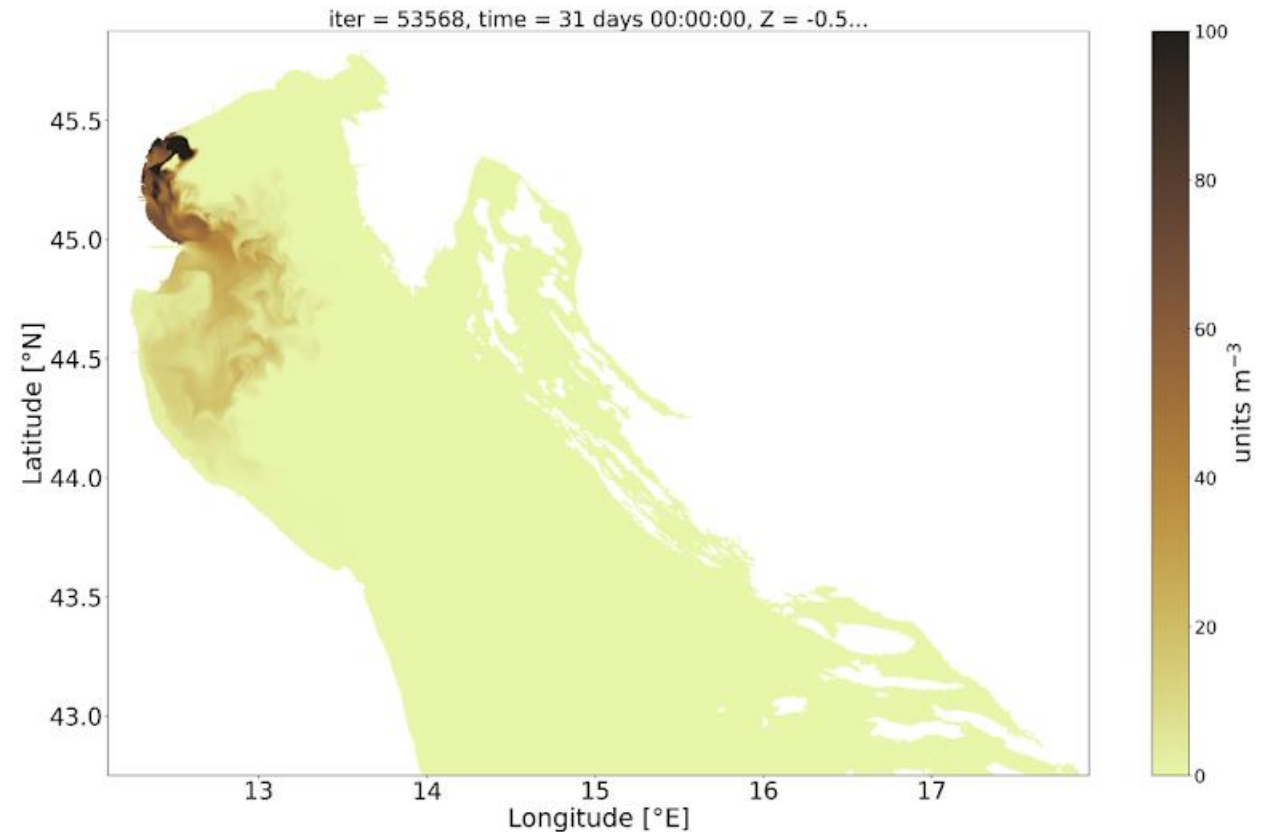 iter = 53568, time = 31 days 00:00:00, Z = -0.5...
45.5
45.0
44.5
44.0
43.5
43.0
Latitude [°N]
13 14 15 16 17
Longitude [°E]
100
80
60
40
20
0
units m⁻³